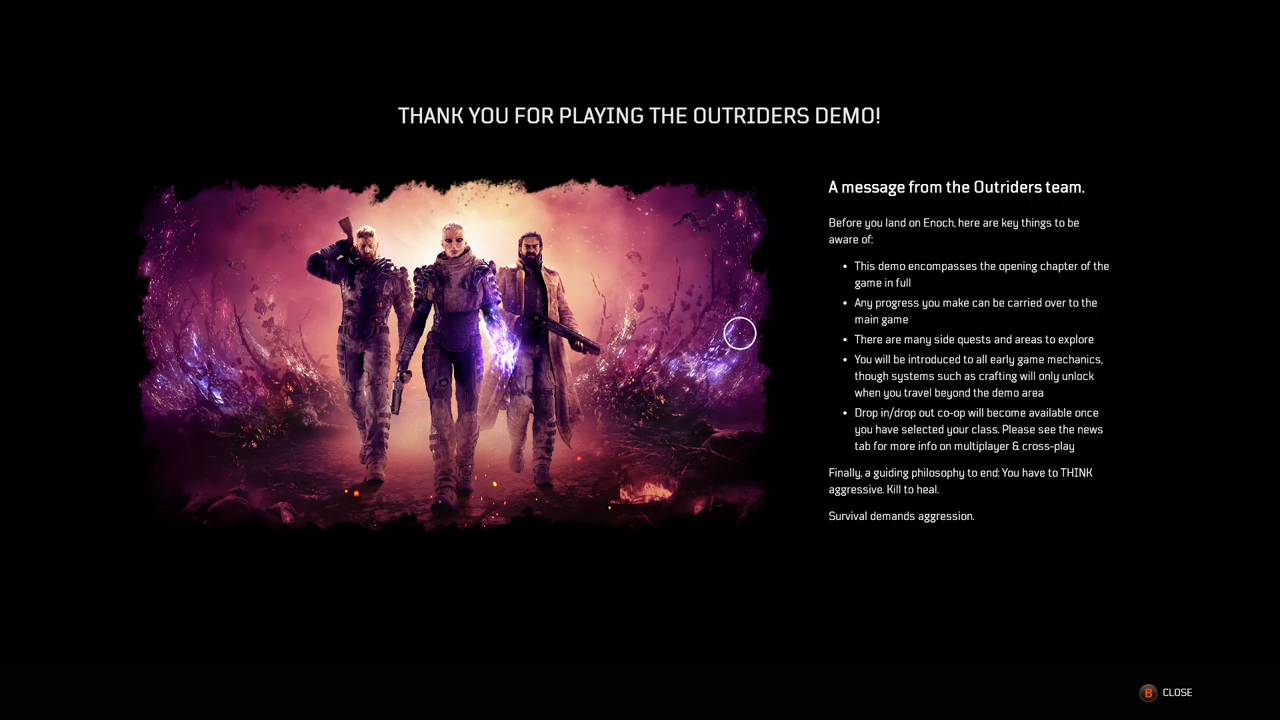 THANK YOU FOR PLAYING THE OUTRIDERS DEMO!
A message from the Outriders team.
Before you land on Enoch, here are key things to be
aware of:
• This demo encompasses the opening chapter of the
game in full
• Any progress you make can be carried over to the
main game
• There are many side quests and areas to explore
• You will be introduced to all early game mechanics,
though systems such as crafting will only unlock
when you travel beyond the demo area
• Drop in/drop out co-op will become available once
you have selected your class. Please see the news
tab for more info on multiplayer & cross-play
Finally, a guiding philosophy to end: You have to THINK
aggressive. Kill to heal.
Survival demands aggression.
B CLOSE